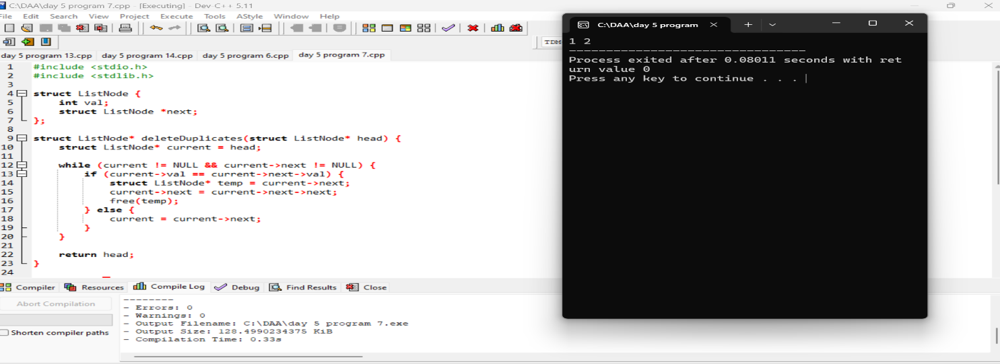 C:\DAA\day 5 program 7.cpp - [Executing] - Dev-C++ 5.11
File Edit Search View Project Execute Tools AStyle Window Help
TDM-
day 5 program 13.cpp day 5 program 14.cpp day 5 program 6.cpp day 5 program 7.cpp
1 #include <stdio.h>
2 #include <stdlib.h>
3
4 struct ListNode {
5 int val;
6 struct ListNode *next;
7 };
8
9 struct ListNode* deleteDuplicates(struct ListNode* head) {
10 struct ListNode* current = head;
11
12 while (current != NULL && current->next != NULL) {
13 if (current->val == current->next->val) {
14 struct ListNode* temp = current->next;
15 current->next = current->next->next;
16 free(temp);
17 } else {
18 current = current->next;
19 }
20 }
21
22 return head;
23 }
24
Compiler Resources Compile Log Debug Find Results Close
Abort Compilation
Shorten compiler paths
--------
- Errors: 0
- Warnings: 0
- Output Filename: C:\DAA\day 5 program 7.exe
- Output Size: 128.4990234375 KiB
- Compilation Time: 0.33s
C:\DAA\day 5 program
1 2
--------------------------------
Process exited after 0.08011 seconds with ret
urn value 0
Press any key to continue . . .